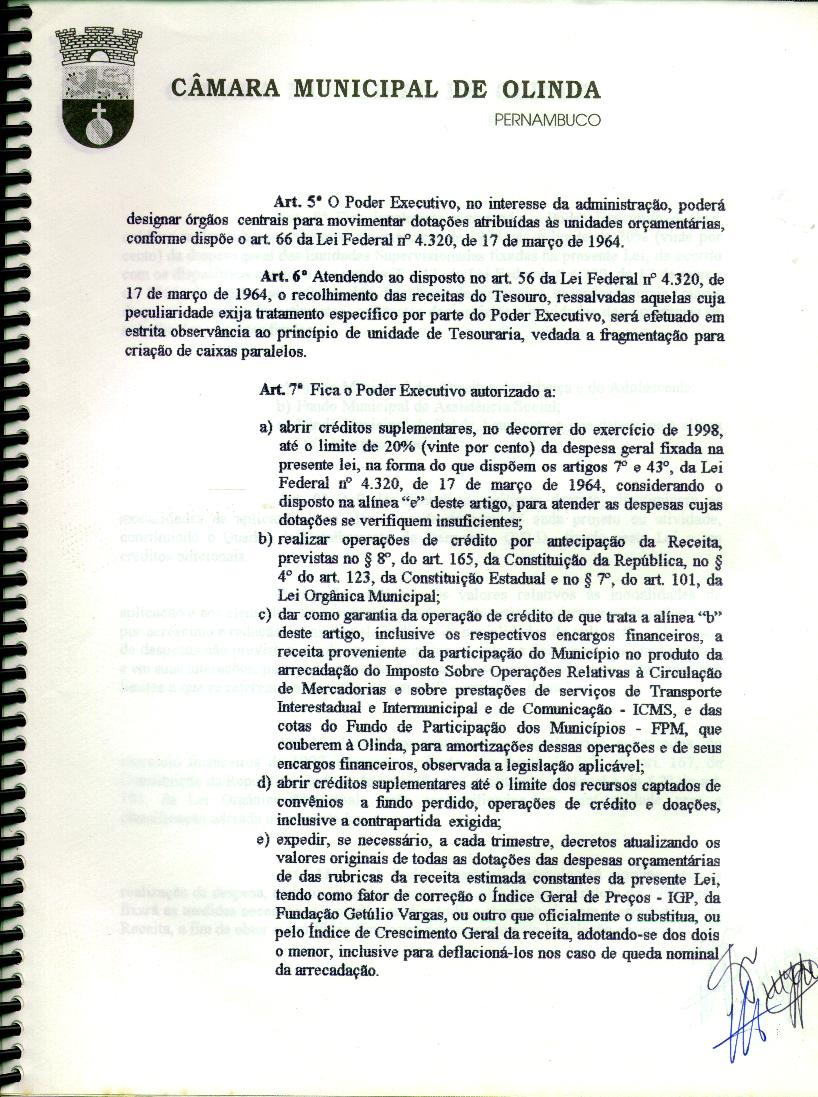 CÂMARA MUNICIPAL DE OLINDA
PERNAMBUCO
Art. 5º O Poder Executivo, no interesse da administração, poderá
designar órgãos centrais para movimentar dotações atribuídas às unidades orçamentárias,
conforme dispõe o art. 66 da Lei Federal nº 4.320, de 17 de março de 1964.
Art. 6º Atendendo ao disposto no art. 56 da Lei Federal nº 4.320, de
17 de março de 1964, o recolhimento das receitas do Tesouro, ressalvadas aquelas cuja
peculiaridade exija tratamento específico por parte do Poder Executivo, será efetuado em
estrita observância ao princípio de unidade de Tesouraria, vedada a fragmentação para
criação de caixas paralelos.
Art. 7º Fica o Poder Executivo autorizado a:
a) abrir créditos suplementares, no decorrer do exercício de 1998,
até o limite de 20% (vinte por cento) da despesa geral fixada na
presente lei, na forma do que dispõem os artigos 7º e 43º, da Lei
Federal nº 4.320, de 17 de março de 1964, considerando o
disposto na alínea “e” deste artigo, para atender as despesas cujas
dotações se verifiquem insuficientes;
b) realizar operações de crédito por antecipação da Receita,
previstas no § 8º, do art. 165, da Constituição da República, no §
4º do art. 123, da Constituição Estadual e no § 7º, do art. 101, da
Lei Orgânica Municipal;
c) dar como garantia da operação de crédito de que trata a alínea “b”
deste artigo, inclusive os respectivos encargos financeiros, a
receita proveniente da participação do Município no produto da
arrecadação do Imposto Sobre Operações Relativas à Circulação
de Mercadorias e sobre prestações de serviços de Transporte
Interestadual e Intermunicipal e de Comunicação - ICMS, e das
cotas do Fundo de Participação dos Municípios - FPM, que
couberem à Olinda, para amortizações dessas operações e de seus
encargos financeiros, observada a legislação aplicável;
d) abrir créditos suplementares até o limite dos recursos captados de
convênios a fundo perdido, operações de crédito e doações,
inclusive a contrapartida exigida;
e) expedir, se necessário, a cada trimestre, decretos atualizando os
valores originais de todas as dotações das despesas orçamentárias
de das rubricas da receita estimada constantes da presente Lei,
tendo como fator de correção o Índice Geral de Preços - IGP, da
Fundação Getúlio Vargas, ou outro que oficialmente o substitua, ou
pelo Índice de Crescimento Geral da receita, adotando-se dos dois
o menor, inclusive para deflacioná-los nos caso de queda nominal
da arrecadação.